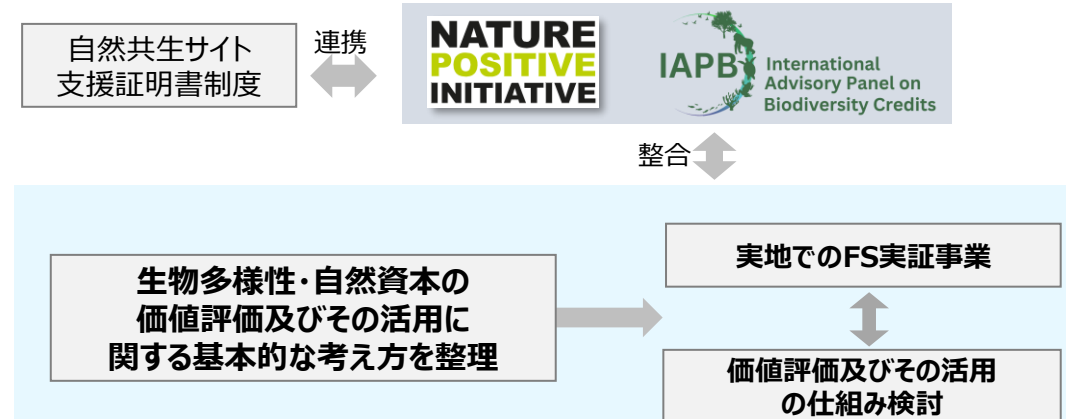 自然共生サイト
支援証明書制度
連携
NATURE
POSITIVE
INITIATIVE
IAPB
International
Advisory Panel on
Biodiversity Credits
整合
生物多様性・自然資本の
価値評価及びその活用に
関する基本的な考え方を整理
実地でのFS実証事業
価値評価及びその活用
の仕組み検討